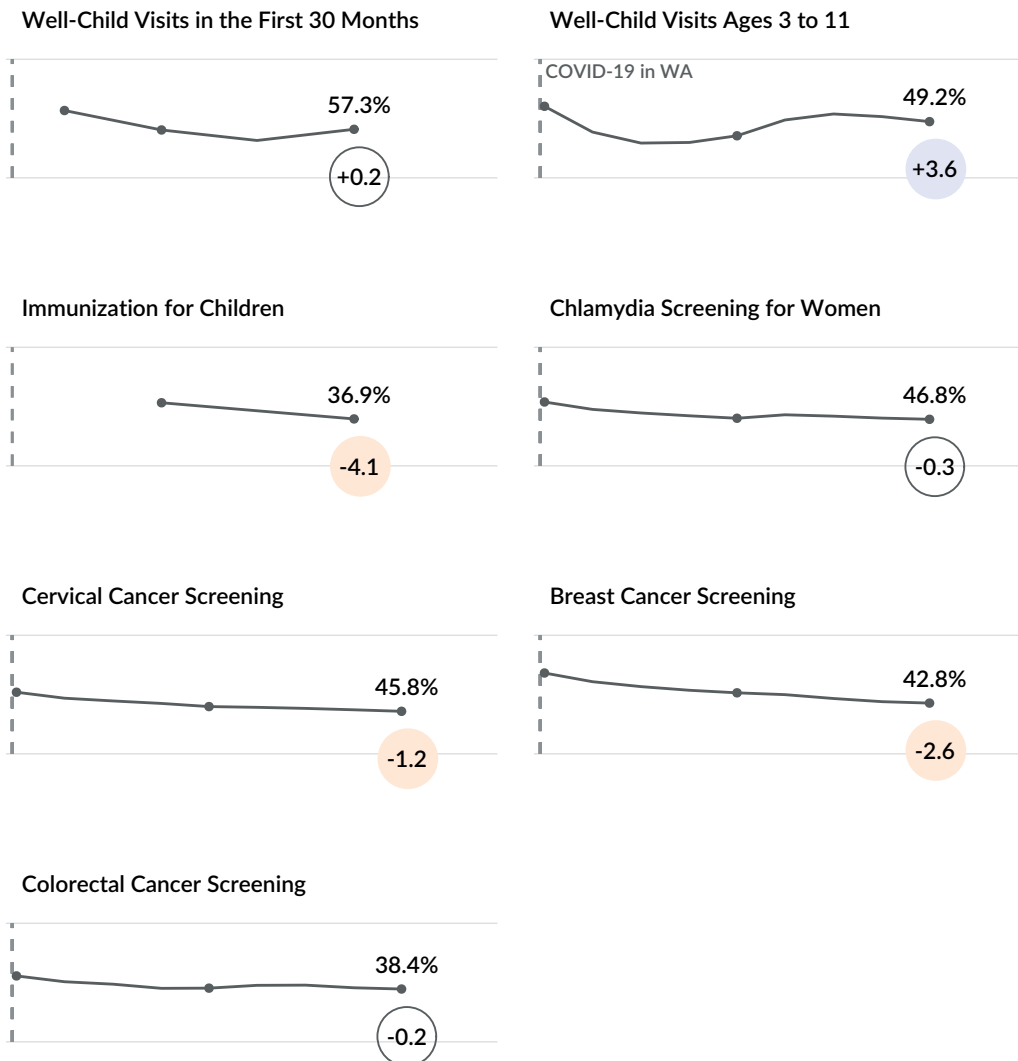 Well-Child Visits in the First 30 Months
57.3%
+0.2
Well-Child Visits Ages 3 to 11
COVID-19 in WA
49.2%
+3.6
Immunization for Children
36.9%
-4.1
Chlamydia Screening for Women
46.8%
-0.3
Cervical Cancer Screening
45.8%
-1.2
Breast Cancer Screening
42.8%
-2.6
Colorectal Cancer Screening
38.4%
-0.2